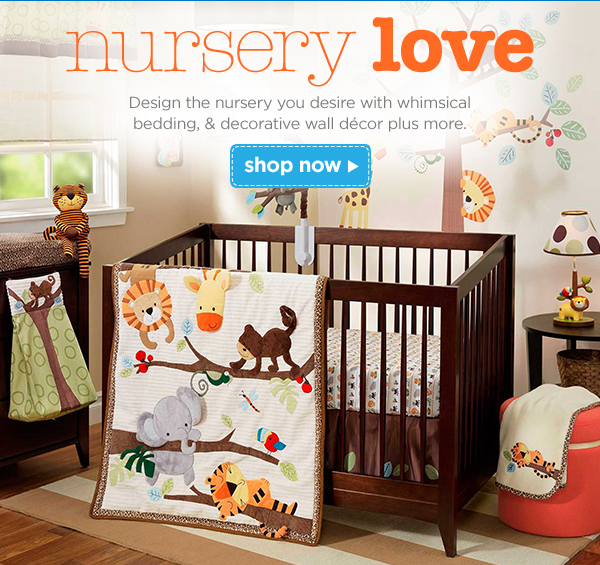 nursery love
Design the nursery you desire with whimsical
bedding, & decorative wall décor plus more.
shop now ▸